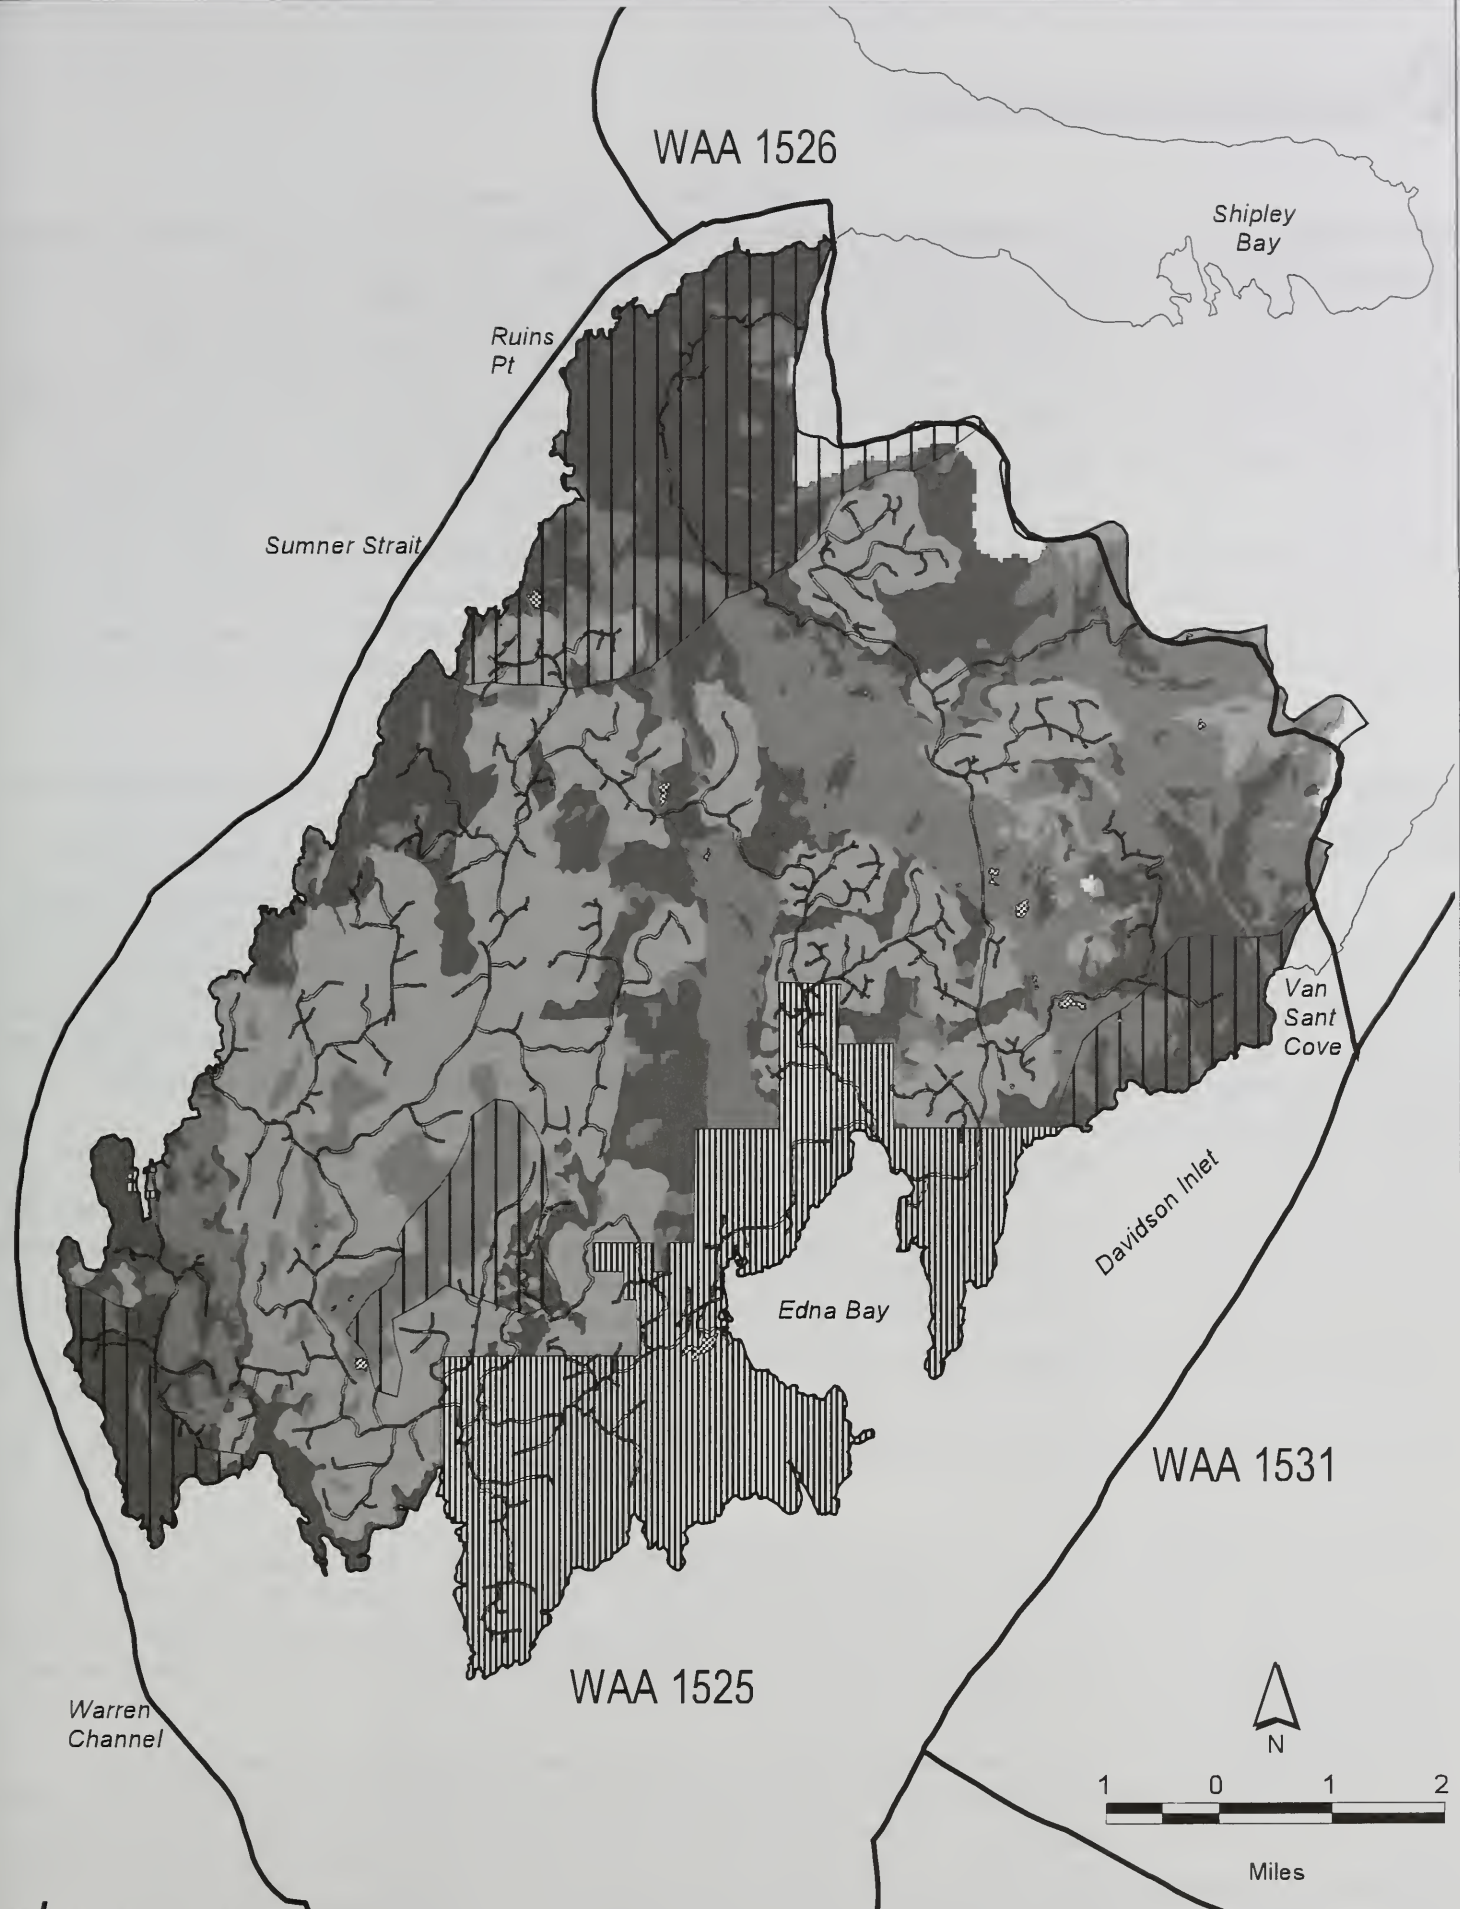 WAA 1526
Shipley
Bay
Ruins
Pt
Sumner Strait
Van
Sant
Cove
Davidson Inlet
Edna Bay
WAA 1531
WAA 1525
Warren
Channel
N
1 0 1 2
Miles